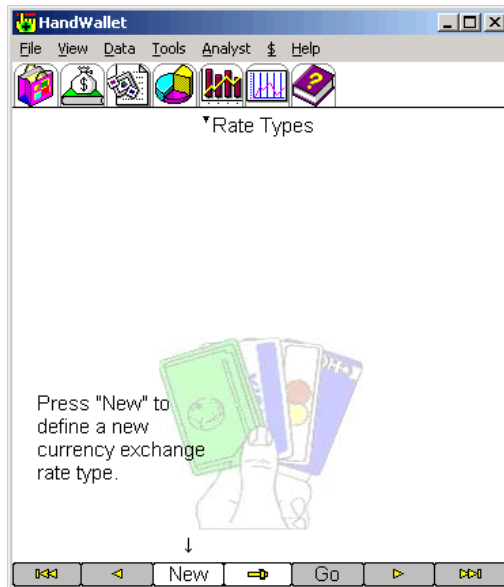 HandWallet
File View Data Tools Analyst $ Help
Rate Types
Press "New" to
define a new
currency exchange
rate type.
New Go